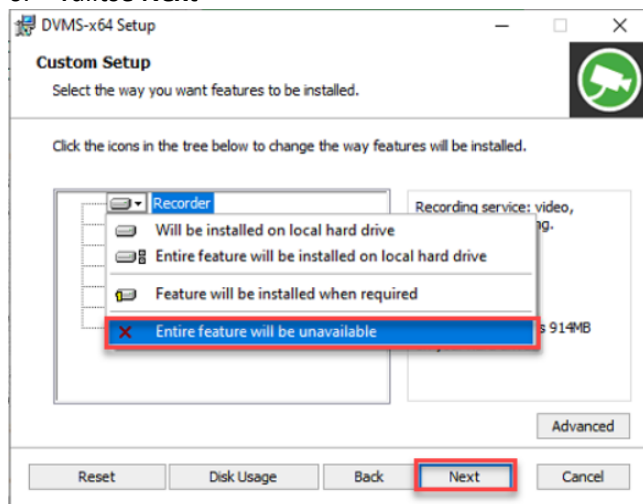 DVMS-x64 Setup
Custom Setup
Select the way you want features to be installed.
Click the icons in the tree below to change the way features will be installed.
Recorder
Recording service: video,
Will be installed on local hard drive
Entire feature will be installed on local hard drive
Feature will be installed when required
Entire feature will be unavailable
914MB
Advanced
Reset
Disk Usage
Back
Next
Cancel